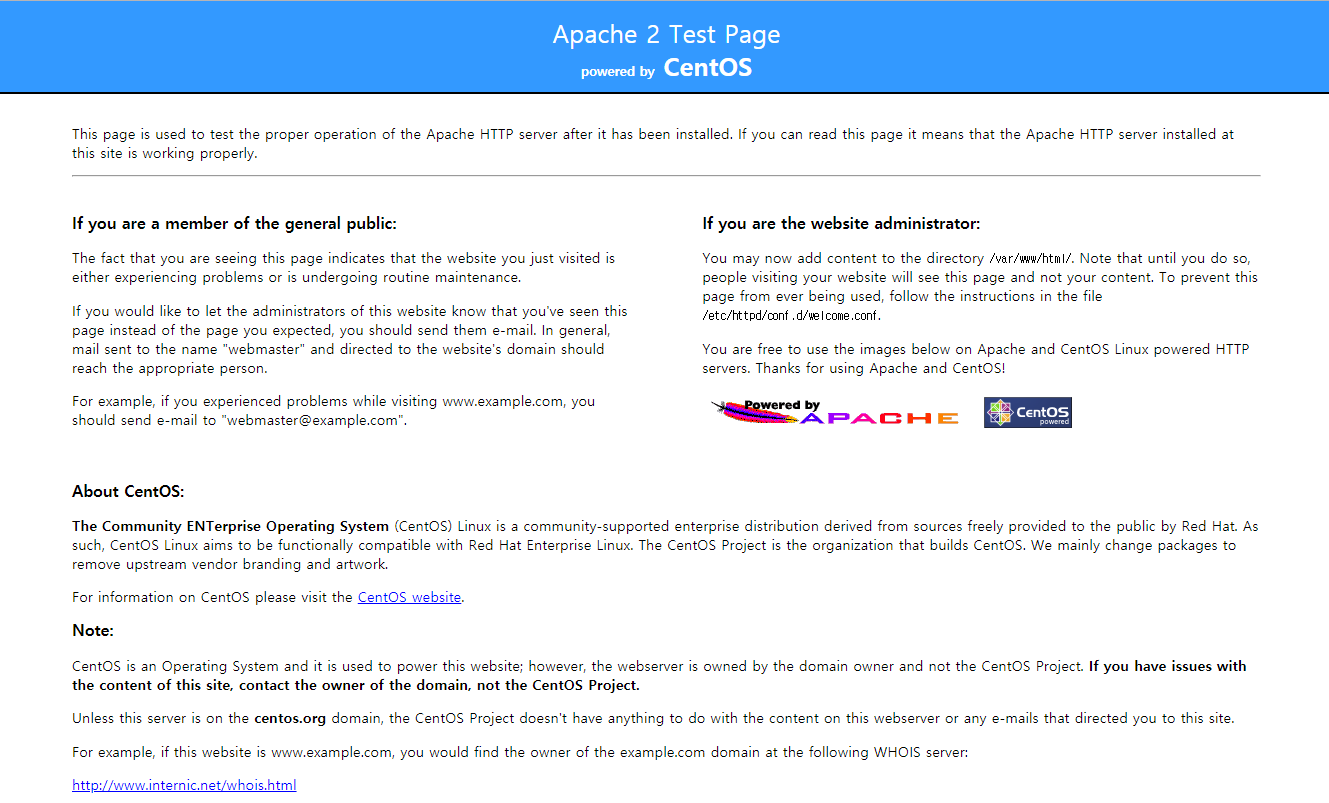 Apache 2 Test Page
powered by CentOS
This page is used to test the proper operation of the Apache HTTP server after it has been installed. If you can read this page it means that the Apache HTTP server installed at
this site is working properly.
If you are a member of the general public:
The fact that you are seeing this page indicates that the website you just visited is
either experiencing problems or is undergoing routine maintenance.
If you would like to let the administrators of this website know that you've seen this
page instead of the page you expected, you should send them e-mail. In general,
mail sent to the name "webmaster" and directed to the website's domain should
reach the appropriate person.
For example, if you experienced problems while visiting www.example.com, you
should send e-mail to "webmaster@example.com".
If you are the website administrator:
You may now add content to the directory /var/www/html/. Note that until you do so,
people visiting your website will see this page and not your content. To prevent this
page from ever being used, follow the instructions in the file
/etc/httpd/conf.d/welcome.conf.
You are free to use the images below on Apache and CentOS Linux powered HTTP
servers. Thanks for using Apache and CentOS!
Powered by
APACHE
CentOS
powered
About CentOS:
The Community ENTerprise Operating System (CentOS) Linux is a community-supported enterprise distribution derived from sources freely provided to the public by Red Hat. As
such, CentOS Linux aims to be functionally compatible with Red Hat Enterprise Linux. The CentOS Project is the organization that builds CentOS. We mainly change packages to
remove upstream vendor branding and artwork.
For information on CentOS please visit the CentOS website.
Note:
CentOS is an Operating System and it is used to power this website; however, the webserver is owned by the domain owner and not the CentOS Project. If you have issues with
the content of this site, contact the owner of the domain, not the CentOS Project.
Unless this server is on the centos.org domain, the CentOS Project doesn't have anything to do with the content on this webserver or any e-mails that directed you to this site.
For example, if this website is www.example.com, you would find the owner of the example.com domain at the following WHOIS server:
http://www.internic.net/whois.html